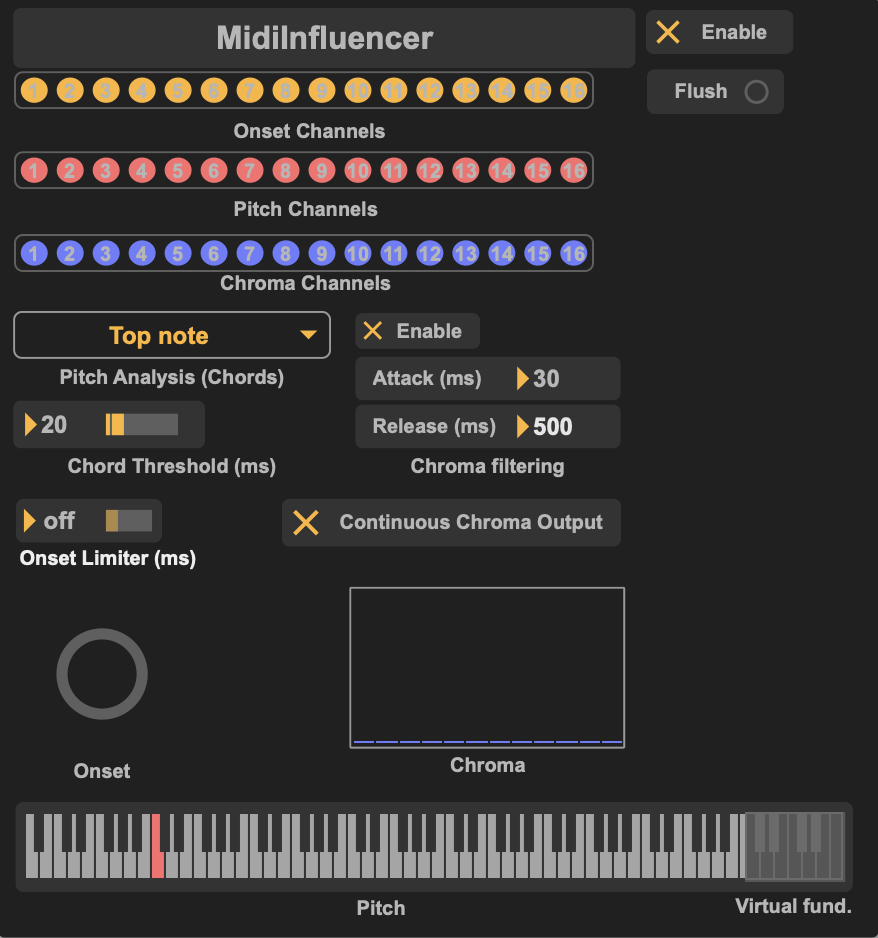 MidiInfluencer
Enable
Flush
1 2 3 4 5 6 7 8 9 10 11 12 13 14 15 16
Onset Channels
1 2 3 4 5 6 7 8 9 10 11 12 13 14 15 16
Pitch Channels
1 2 3 4 5 6 7 8 9 10 11 12 13 14 15 16
Chroma Channels
Top note
Pitch Analysis (Chords)
20
Chord Threshold (ms)
Enable
Attack (ms) 30
Release (ms) 500
Chroma filtering
off
Onset Limiter (ms)
Continuous Chroma Output
Onset
Chroma
Pitch
Virtual fund.